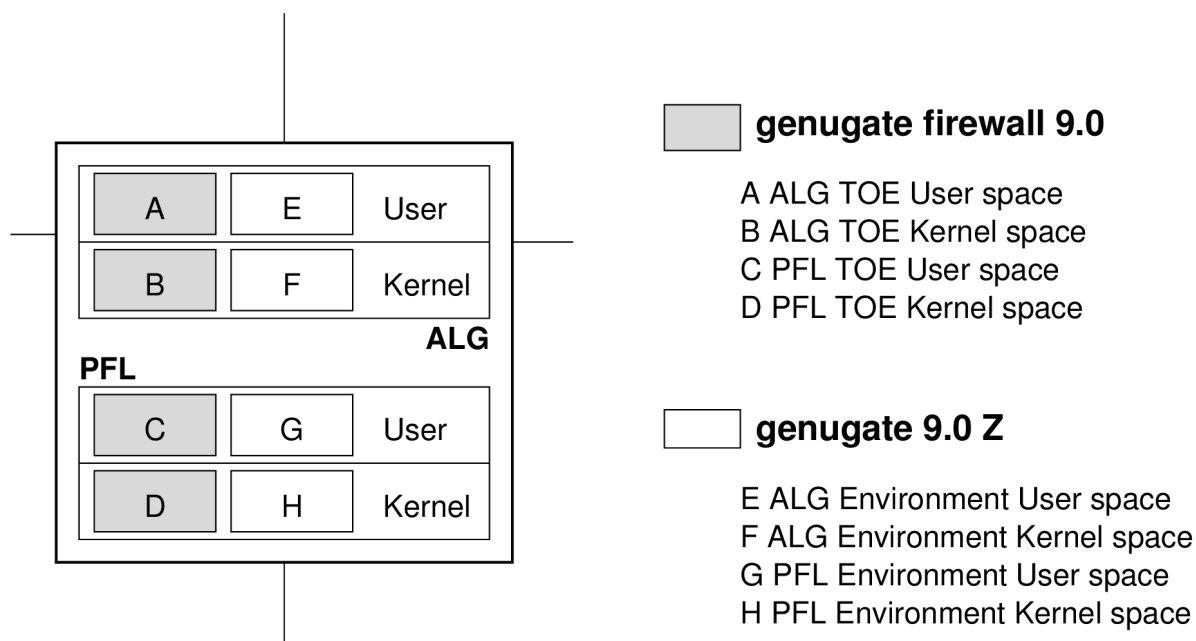 A E User
B F Kernel
ALG
PFL
C G User
D H Kernel
genugate firewall 9.0
A ALG TOE User space
B ALG TOE Kernel space
C PFL TOE User space
D PFL TOE Kernel space
genugate 9.0 Z
E ALG Environment User space
F ALG Environment Kernel space
G PFL Environment User space
H PFL Environment Kernel space